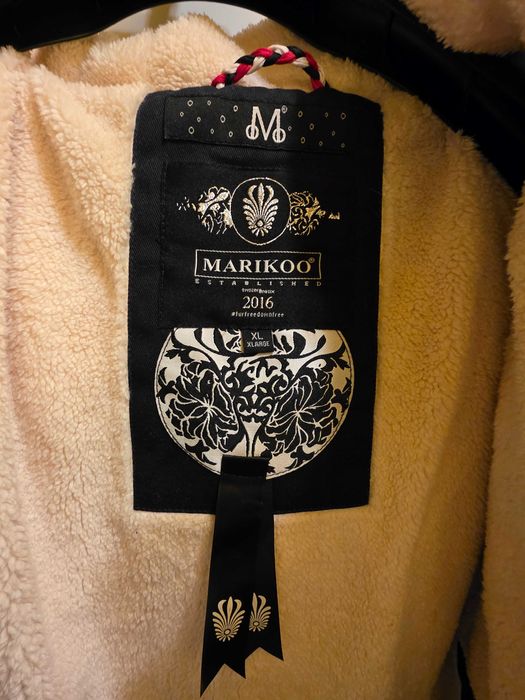 M®
MARIKOO®
ESTABLISHED
2016
#furfreedownfree
XL
XLARGE